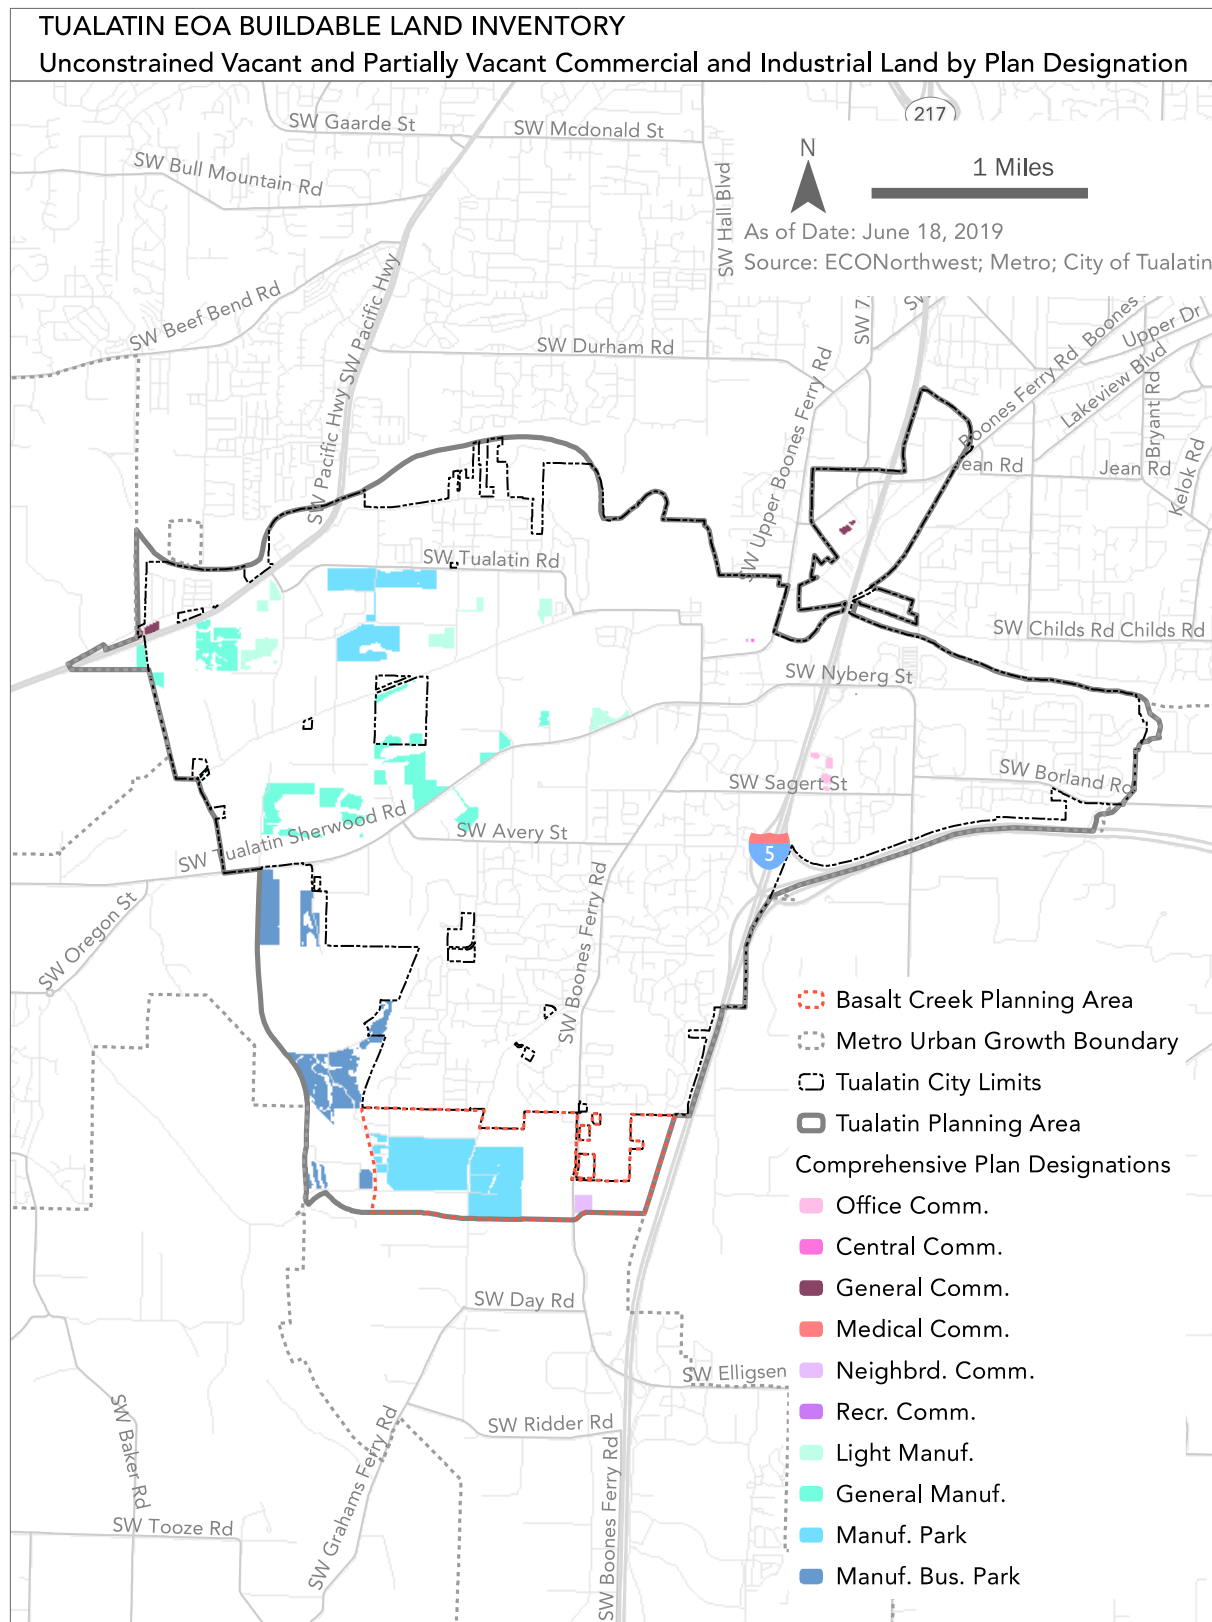 TUALATIN EOA BUILDABLE LAND INVENTORY
Unconstrained Vacant and Partially Vacant Commercial and Industrial Land by Plan Designation
217
SW Gaarde St
SW Mcdonald St
SW Bull Mountain Rd
SW Hall Blvd
N
1 Miles
As of Date: June 18, 2019
Source: ECONorthwest; Metro; City of Tualatin
SW Beef Bend Rd
SW Pacific Hwy SW Pacific Hwy
SW Durham Rd
SW Upper Boones Ferry Rd
SW 7
SW
Boones Ferry Rd Boones
Upper Dr
Lakeview Blvd
Bryant Rd
Kelok Rd
Jean Rd
Jean Rd
SW Tualatin Rd
SW Childs Rd Childs Rd
SW Nyberg St
SW Sagert St
SW Borland Rd
SW Avery St
SW Tualatin Sherwood Rd
5
SW Oregon St
SW Boones Ferry Rd
Basalt Creek Planning Area
Metro Urban Growth Boundary
Tualatin City Limits
Tualatin Planning Area
Comprehensive Plan Designations
Office Comm.
Central Comm.
General Comm.
Medical Comm.
Neighbrd. Comm.
Recr. Comm.
Light Manuf.
General Manuf.
Manuf. Park
Manuf. Bus. Park
SW Day Rd
SW Elligsen
SW Ridder Rd
SW Baker Rd
SW Grahams Ferry Rd
SW Boones Ferry Rd
SW Tooze Rd